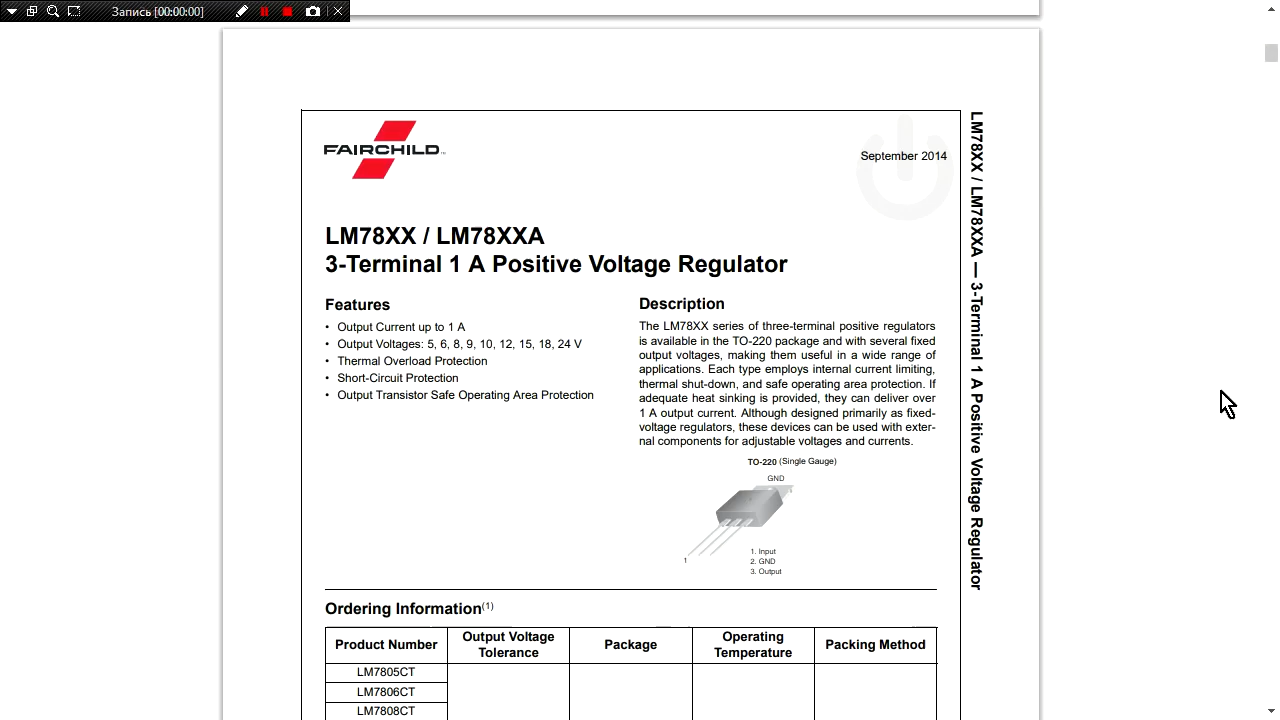 Запись [00:00:00]
FAIRCHILD
September 2014
LM78XX / LM78XXA
3-Terminal 1 A Positive Voltage Regulator
Features
• Output Current up to 1 A
• Output Voltages: 5, 6, 8, 9, 10, 12, 15, 18, 24 V
• Thermal Overload Protection
• Short-Circuit Protection
• Output Transistor Safe Operating Area Protection
Description
The LM78XX series of three-terminal positive regulators
is available in the TO-220 package and with several fixed
output voltages, making them useful in a wide range of
applications. Each type employs internal current limiting,
thermal shut-down, and safe operating area protection. If
adequate heat sinking is provided, they can deliver over
1 A output current. Although designed primarily as fixed-
voltage regulators, these devices can be used with exter-
nal components for adjustable voltages and currents.
TO-220 (Single Gauge)
GND
1
1. Input
2. GND
3. Output
Ordering Information(1)
Product Number Output Voltage Tolerance Package Operating Temperature Packing Method
LM7805CT
LM7806CT
LM7808CT
LM78XX / LM78XXA — 3-Terminal 1 A Positive Voltage Regulator